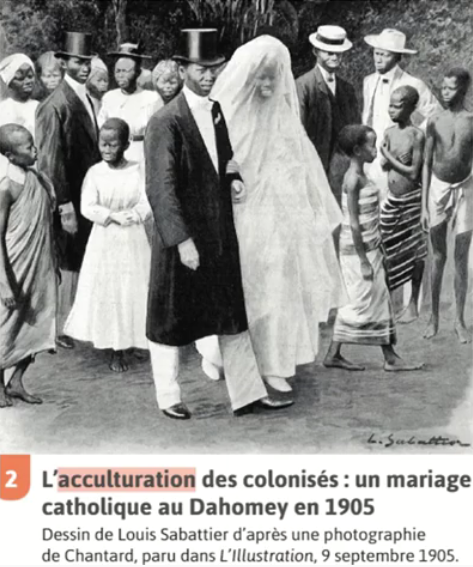 L. Sabattier
2
L'acculturation des colonisés : un mariage
catholique au Dahomey en 1905
Dessin de Louis Sabattier d'après une photographie
de Chantard, paru dans L'Illustration, 9 septembre 1905.